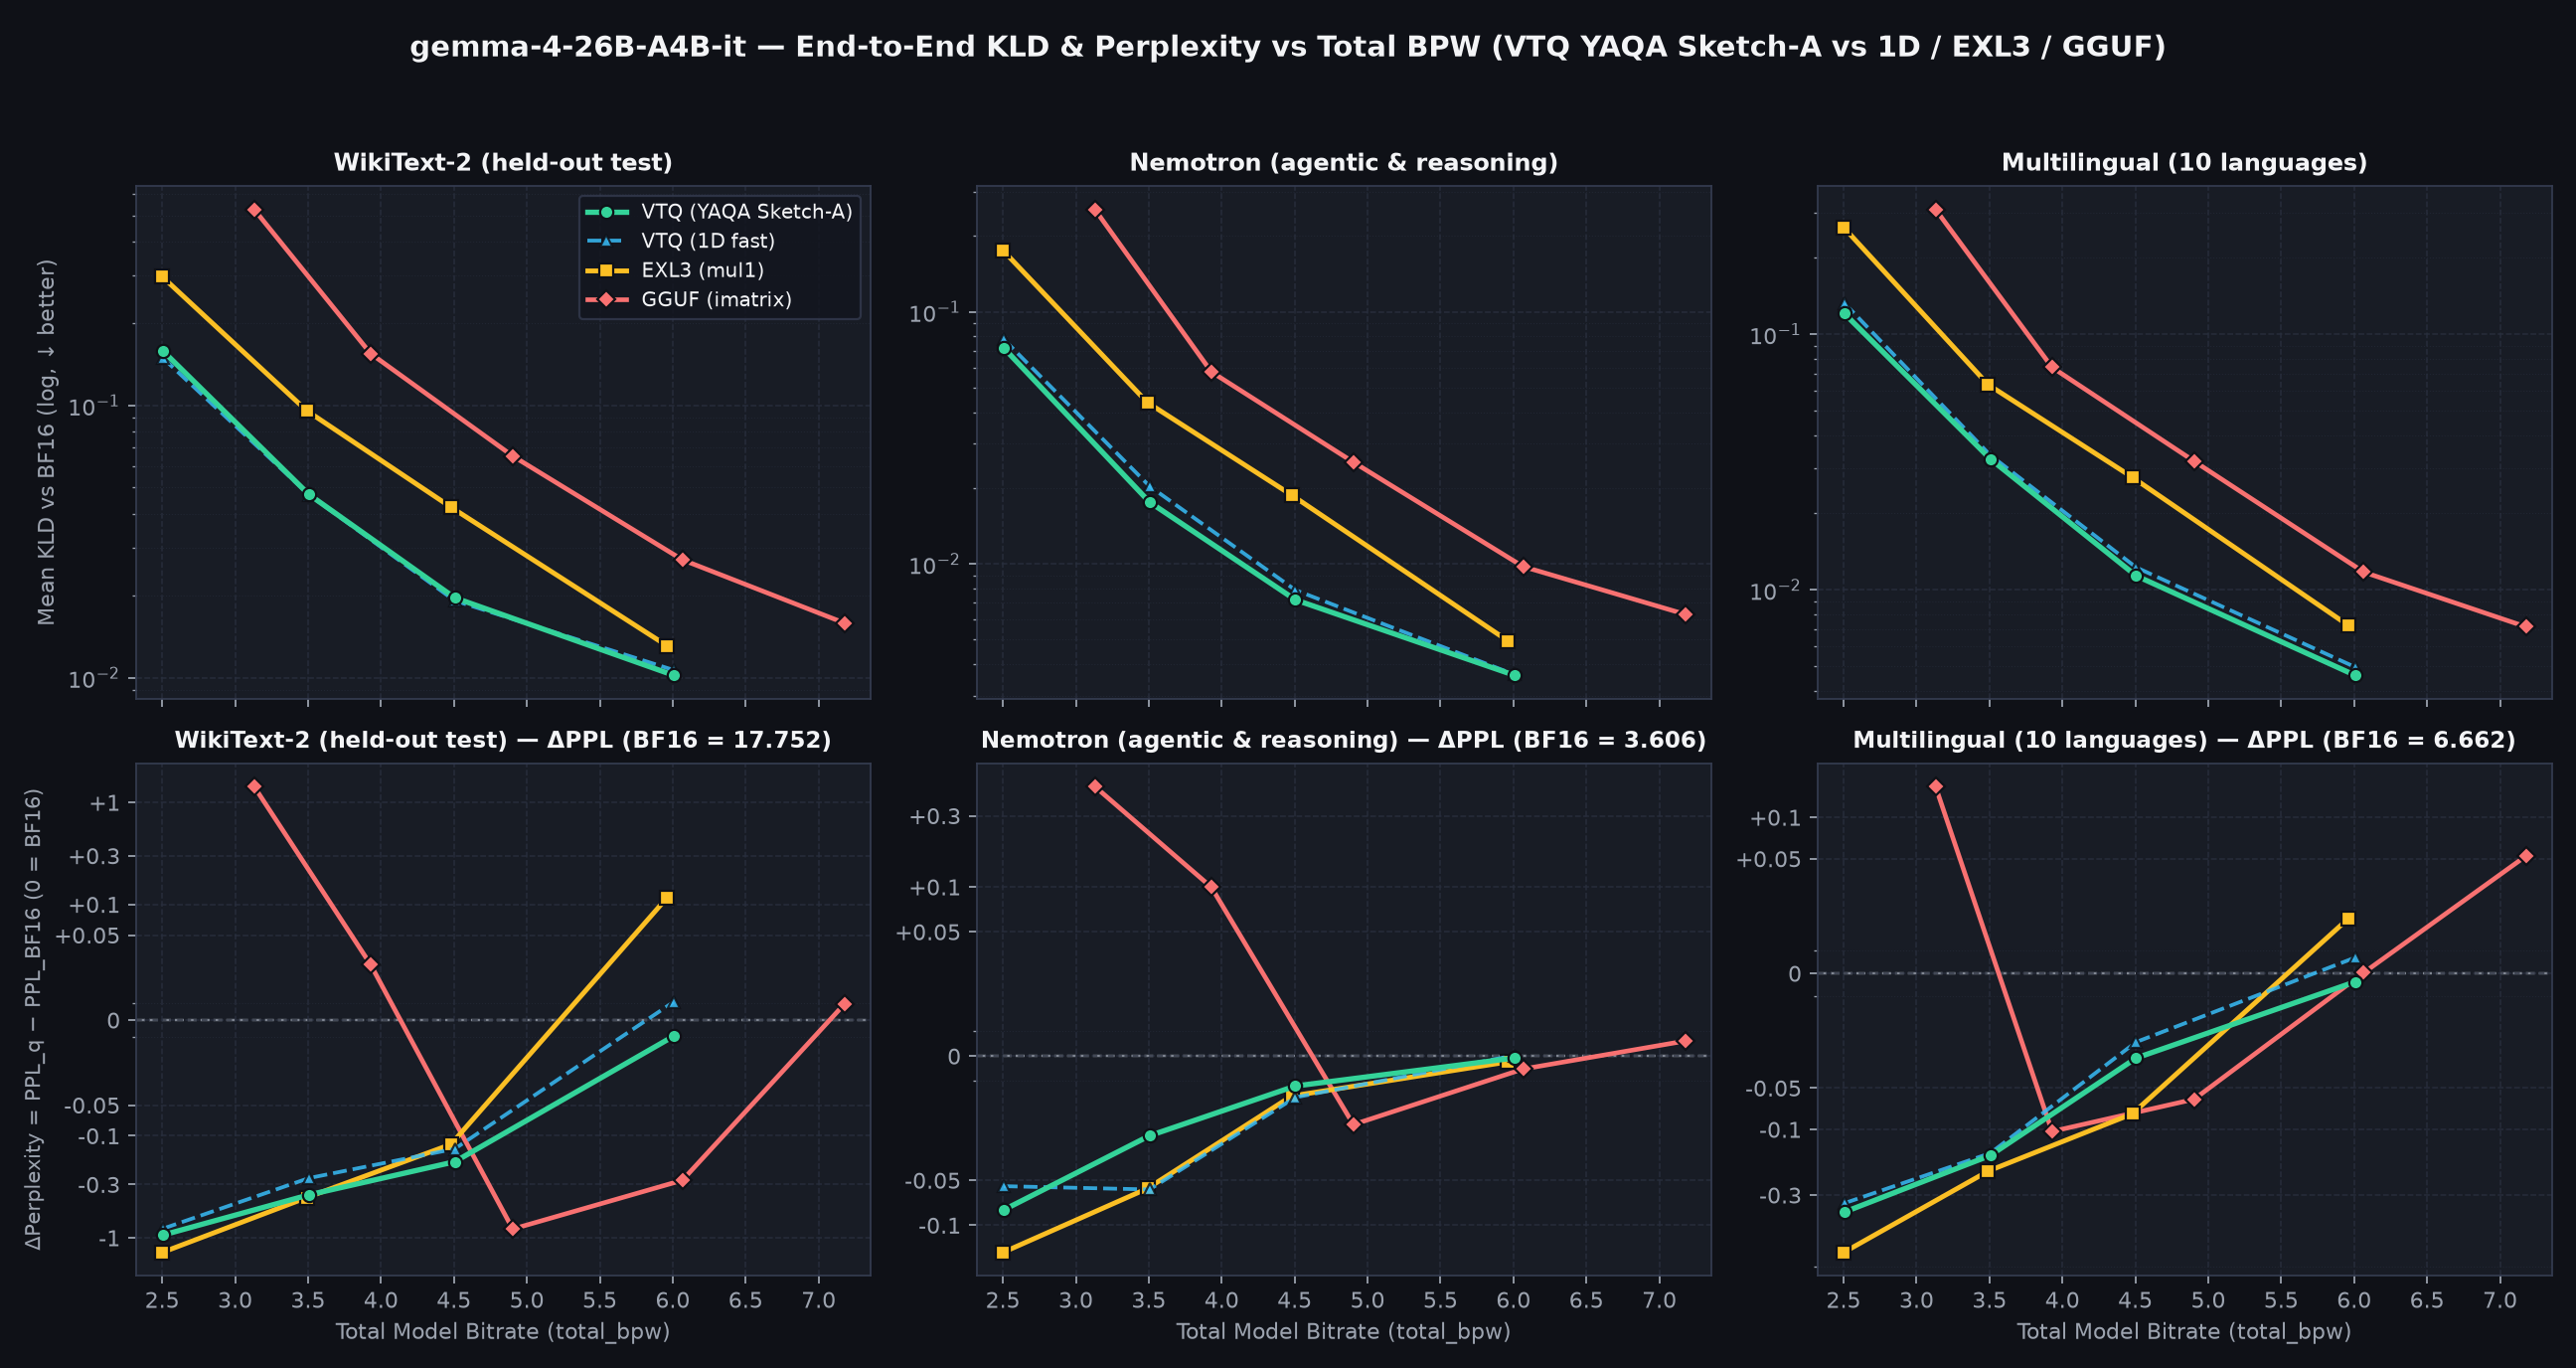 gemma-4-26B-A4B-it — End-to-End KLD & Perplexity vs Total BPW (VTQ YAQA Sketch-A vs 1D / EXL3 / GGUF)
WikiText-2 (held-out test)
Mean KLD vs BF16 (log, ↓ better)
10⁻¹
10⁻²
VTQ (YAQA Sketch-A)
VTQ (1D fast)
EXL3 (mul1)
GGUF (imatrix)
Nemotron (agentic & reasoning)
10⁻¹
10⁻²
Multilingual (10 languages)
10⁻¹
10⁻²
WikiText-2 (held-out test) — ΔPPL (BF16 = 17.752)
ΔPerplexity = PPL_q − PPL_BF16 (0 = BF16)
+1
+0.3
+0.1
+0.05
0
-0.05
-0.1
-0.3
-1
2.5 3.0 3.5 4.0 4.5 5.0 5.5 6.0 6.5 7.0
Total Model Bitrate (total_bpw)
Nemotron (agentic & reasoning) — ΔPPL (BF16 = 3.606)
+0.3
+0.1
+0.05
0
-0.05
-0.1
2.5 3.0 3.5 4.0 4.5 5.0 5.5 6.0 6.5 7.0
Total Model Bitrate (total_bpw)
Multilingual (10 languages) — ΔPPL (BF16 = 6.662)
+0.1
+0.05
0
-0.05
-0.1
-0.3
2.5 3.0 3.5 4.0 4.5 5.0 5.5 6.0 6.5 7.0
Total Model Bitrate (total_bpw)